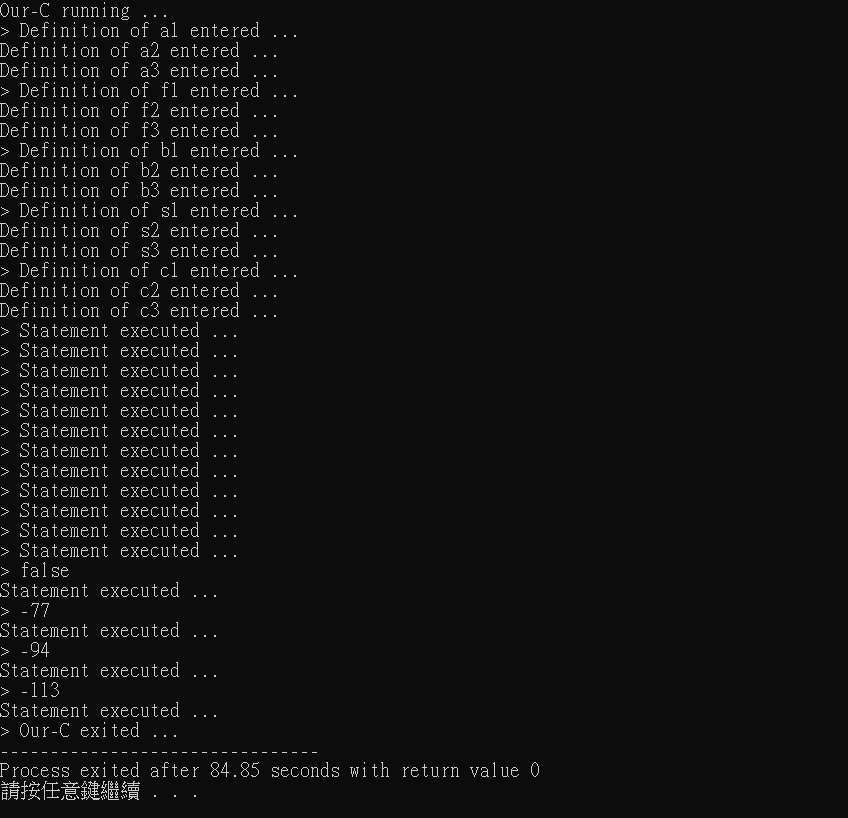 Our-C running ...
> Definition of a1 entered ...
Definition of a2 entered ...
Definition of a3 entered ...
> Definition of f1 entered ...
Definition of f2 entered ...
Definition of f3 entered ...
> Definition of b1 entered ...
Definition of b2 entered ...
Definition of b3 entered ...
> Definition of s1 entered ...
Definition of s2 entered ...
Definition of s3 entered ...
> Definition of c1 entered ...
Definition of c2 entered ...
Definition of c3 entered ...
> Statement executed ...
> Statement executed ...
> Statement executed ...
> Statement executed ...
> Statement executed ...
> Statement executed ...
> Statement executed ...
> Statement executed ...
> Statement executed ...
> Statement executed ...
> Statement executed ...
> Statement executed ...
> false
Statement executed ...
> -77
Statement executed ...
> -94
Statement executed ...
> -113
Statement executed ...
> Our-C exited ...
--------------------------------
Process exited after 84.85 seconds with return value 0
請按任意鍵繼續 . . .